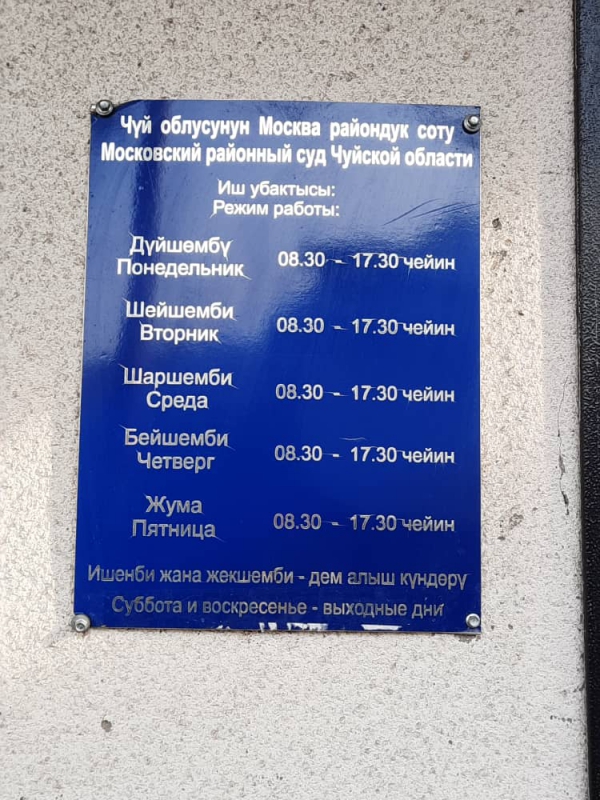 Чүй облусунун Москва райондук соту
Московский районный суд Чуйской области
Иш убактысы:
Режим работы:
Дүйшөмбү
Понедельник
08.30 - 17.30 чейин
Шейшемби
Вторник
08.30 - 17.30 чейин
Шаршемби
Среда
08.30 - 17.30 чейин
Бейшемби
Четверг
08.30 - 17.30 чейин
Жума
Пятница
08.30 - 17.30 чейин
Ишенби жана жекшемби - дем алыш күндөрү
Суббота и воскресенье - выходные дни